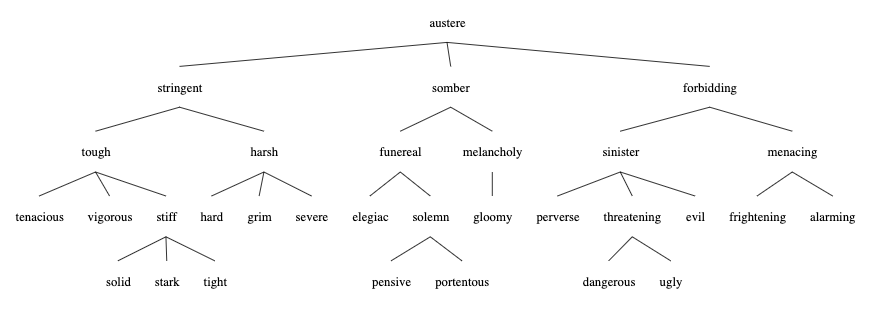 austere
stringent somber forbidding
tough harsh funereal melancholy sinister menacing
tenacious vigorous stiff hard grim severe elegiac solemn gloomy perverse threatening evil frightening alarming
solid stark tight pensive portentous dangerous ugly